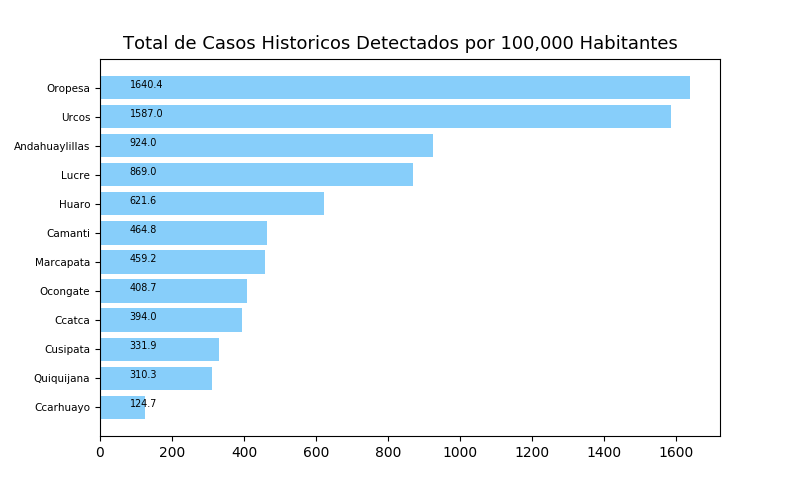 Total de Casos Historicos Detectados por 100,000 Habitantes
Oropesa 1640.4
Urcos 1587.0
Andahuaylillas 924.0
Lucre 869.0
Huaro 621.6
Camanti 464.8
Marcapata 459.2
Ocongate 408.7
Ccatca 394.0
Cusipata 331.9
Quiquijana 310.3
Ccarhuayo 124.7
0 200 400 600 800 1000 1200 1400 1600